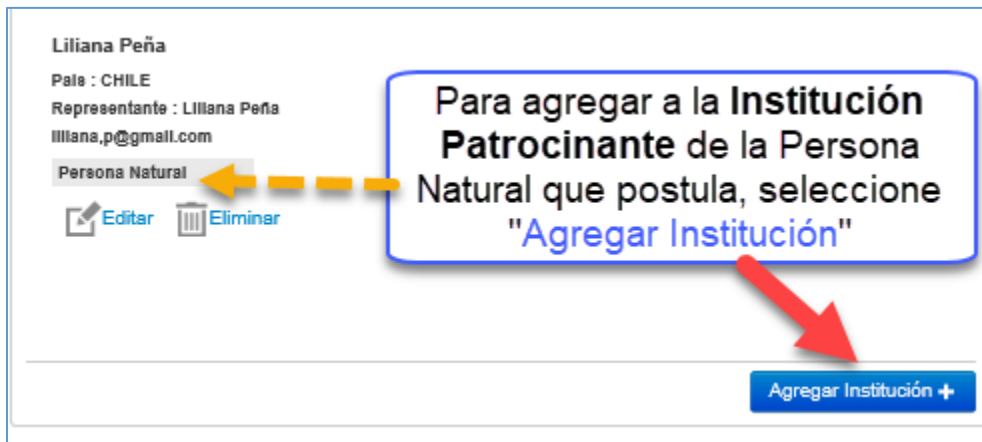 Liliana Peña
País : CHILE
Representante : Liliana Peña
liliana,p@gmail.com
Persona Natural
Editar Eliminar
Para agregar a la Institución
Patrocinante de la Persona
Natural que postula, seleccione
"Agregar Institución"
Agregar Institución +